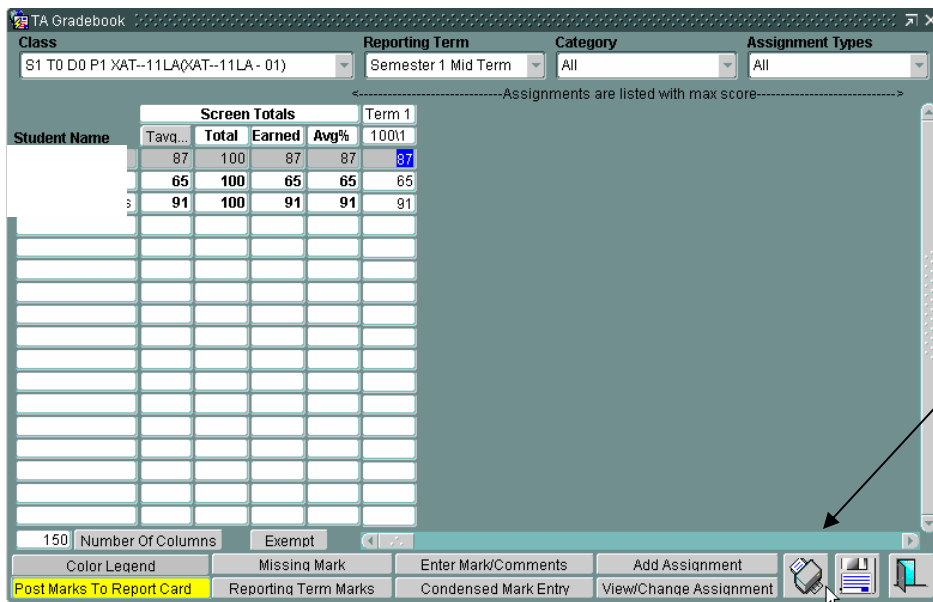 TA Gradebook
Class Reporting Term Category Assignment Types
S1 T0 D0 P1 XAT--11LA(XAT--11LA - 01) Semester 1 Mid Term All All
<-----------------------------Assignments are listed with max score----------------------------->
Screen Totals Term 1
Student Name Tavg... Total Earned Avg% 100\1
87 100 87 87 87
65 100 65 65 65
s 91 100 91 91 91
150 Number Of Columns Exempt
Color Legend Missing Mark Enter Mark/Comments Add Assignment
Post Marks To Report Card Reporting Term Marks Condensed Mark Entry View/Change Assignment